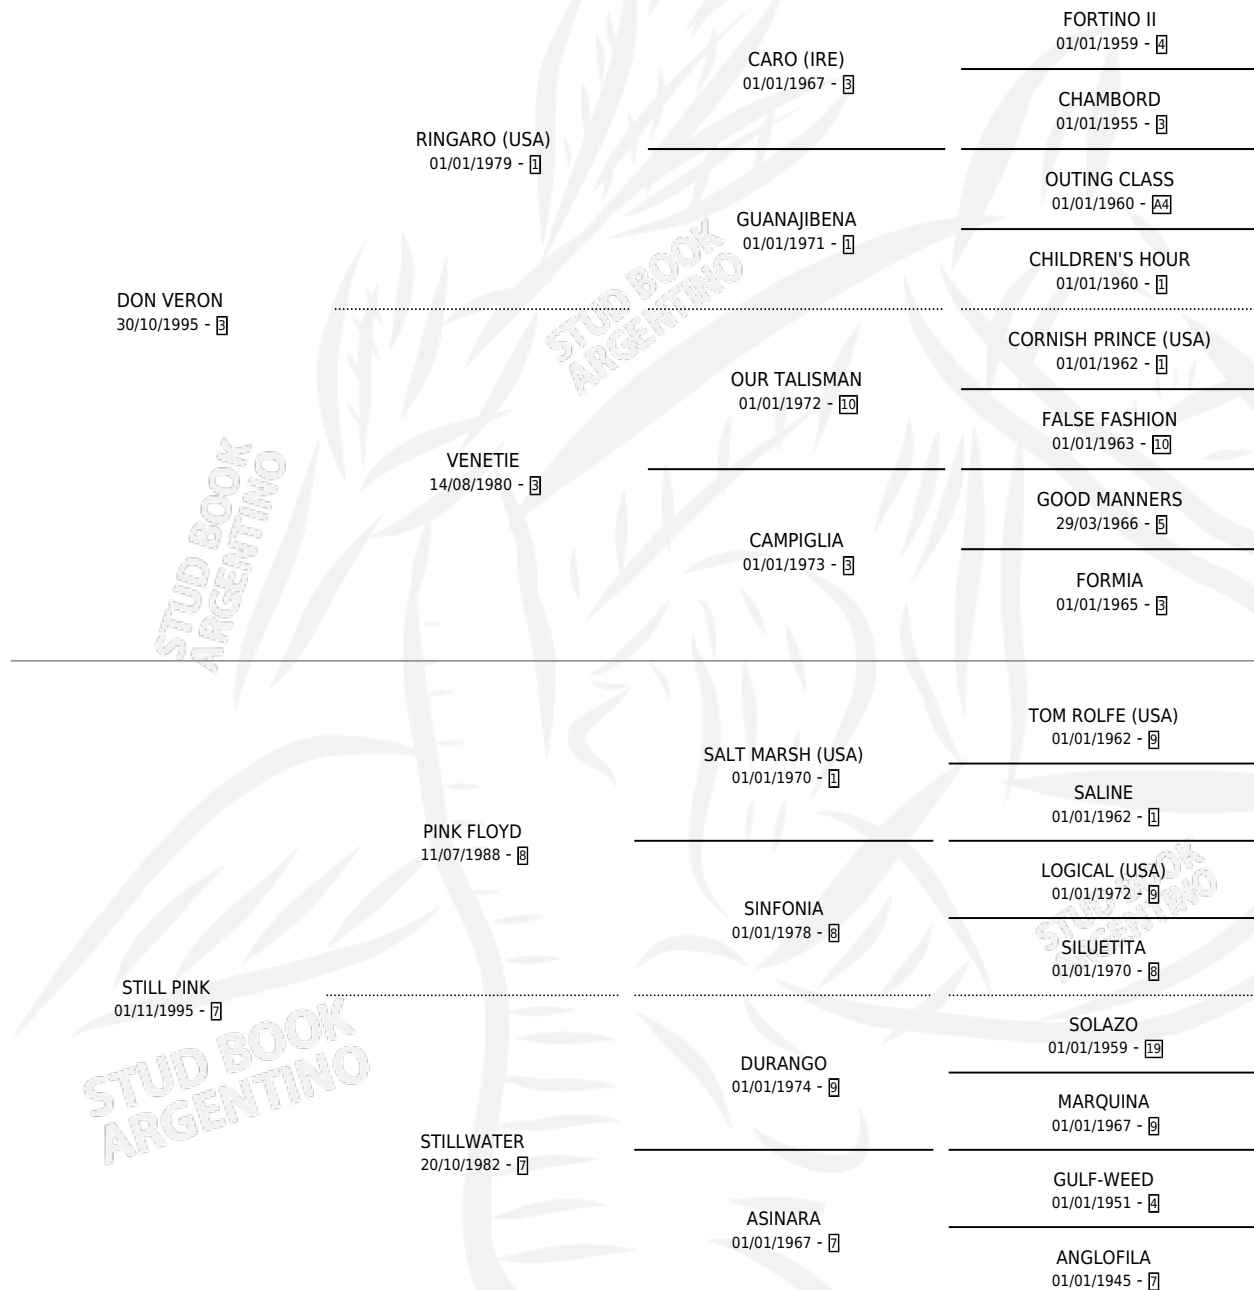 FORTINO II
01/01/1959 - 4
CARO (IRE)
01/01/1967 - 3
CHAMBORD
01/01/1955 - 3
RINGARO (USA)
01/01/1979 - 1
OUTING CLASS
01/01/1960 - A4
GUANAJIBENA
01/01/1971 - 1
CHILDREN'S HOUR
01/01/1960 - 1
DON VERON
30/10/1995 - 3
CORNISH PRINCE (USA)
01/01/1962 - 1
OUR TALISMAN
01/01/1972 - 10
FALSE FASHION
01/01/1963 - 10
VENETIE
14/08/1980 - 3
GOOD MANNERS
29/03/1966 - 5
CAMPIGLIA
01/01/1973 - 3
FORMIA
01/01/1965 - 3
TOM ROLFE (USA)
01/01/1962 - 9
SALT MARSH (USA)
01/01/1970 - 1
SALINE
01/01/1962 - 1
PINK FLOYD
11/07/1988 - 8
LOGICAL (USA)
01/01/1972 - 9
SINFONIA
01/01/1978 - 8
SILUETITA
01/01/1970 - 8
STILL PINK
01/11/1995 - 7
SOLAZO
01/01/1959 - 19
DURANGO
01/01/1974 - 9
MARQUINA
01/01/1967 - 9
STILLWATER
20/10/1982 - 7
GULF-WEED
01/01/1951 - 4
ASINARA
01/01/1967 - 7
ANGLOFILA
01/01/1945 - 7
STUD BOOK
ARGENTINO
STUD BOOK
ARGENTINO
STUD BOOK
ARGENTINO
STUD BOOK
ARGENTINO